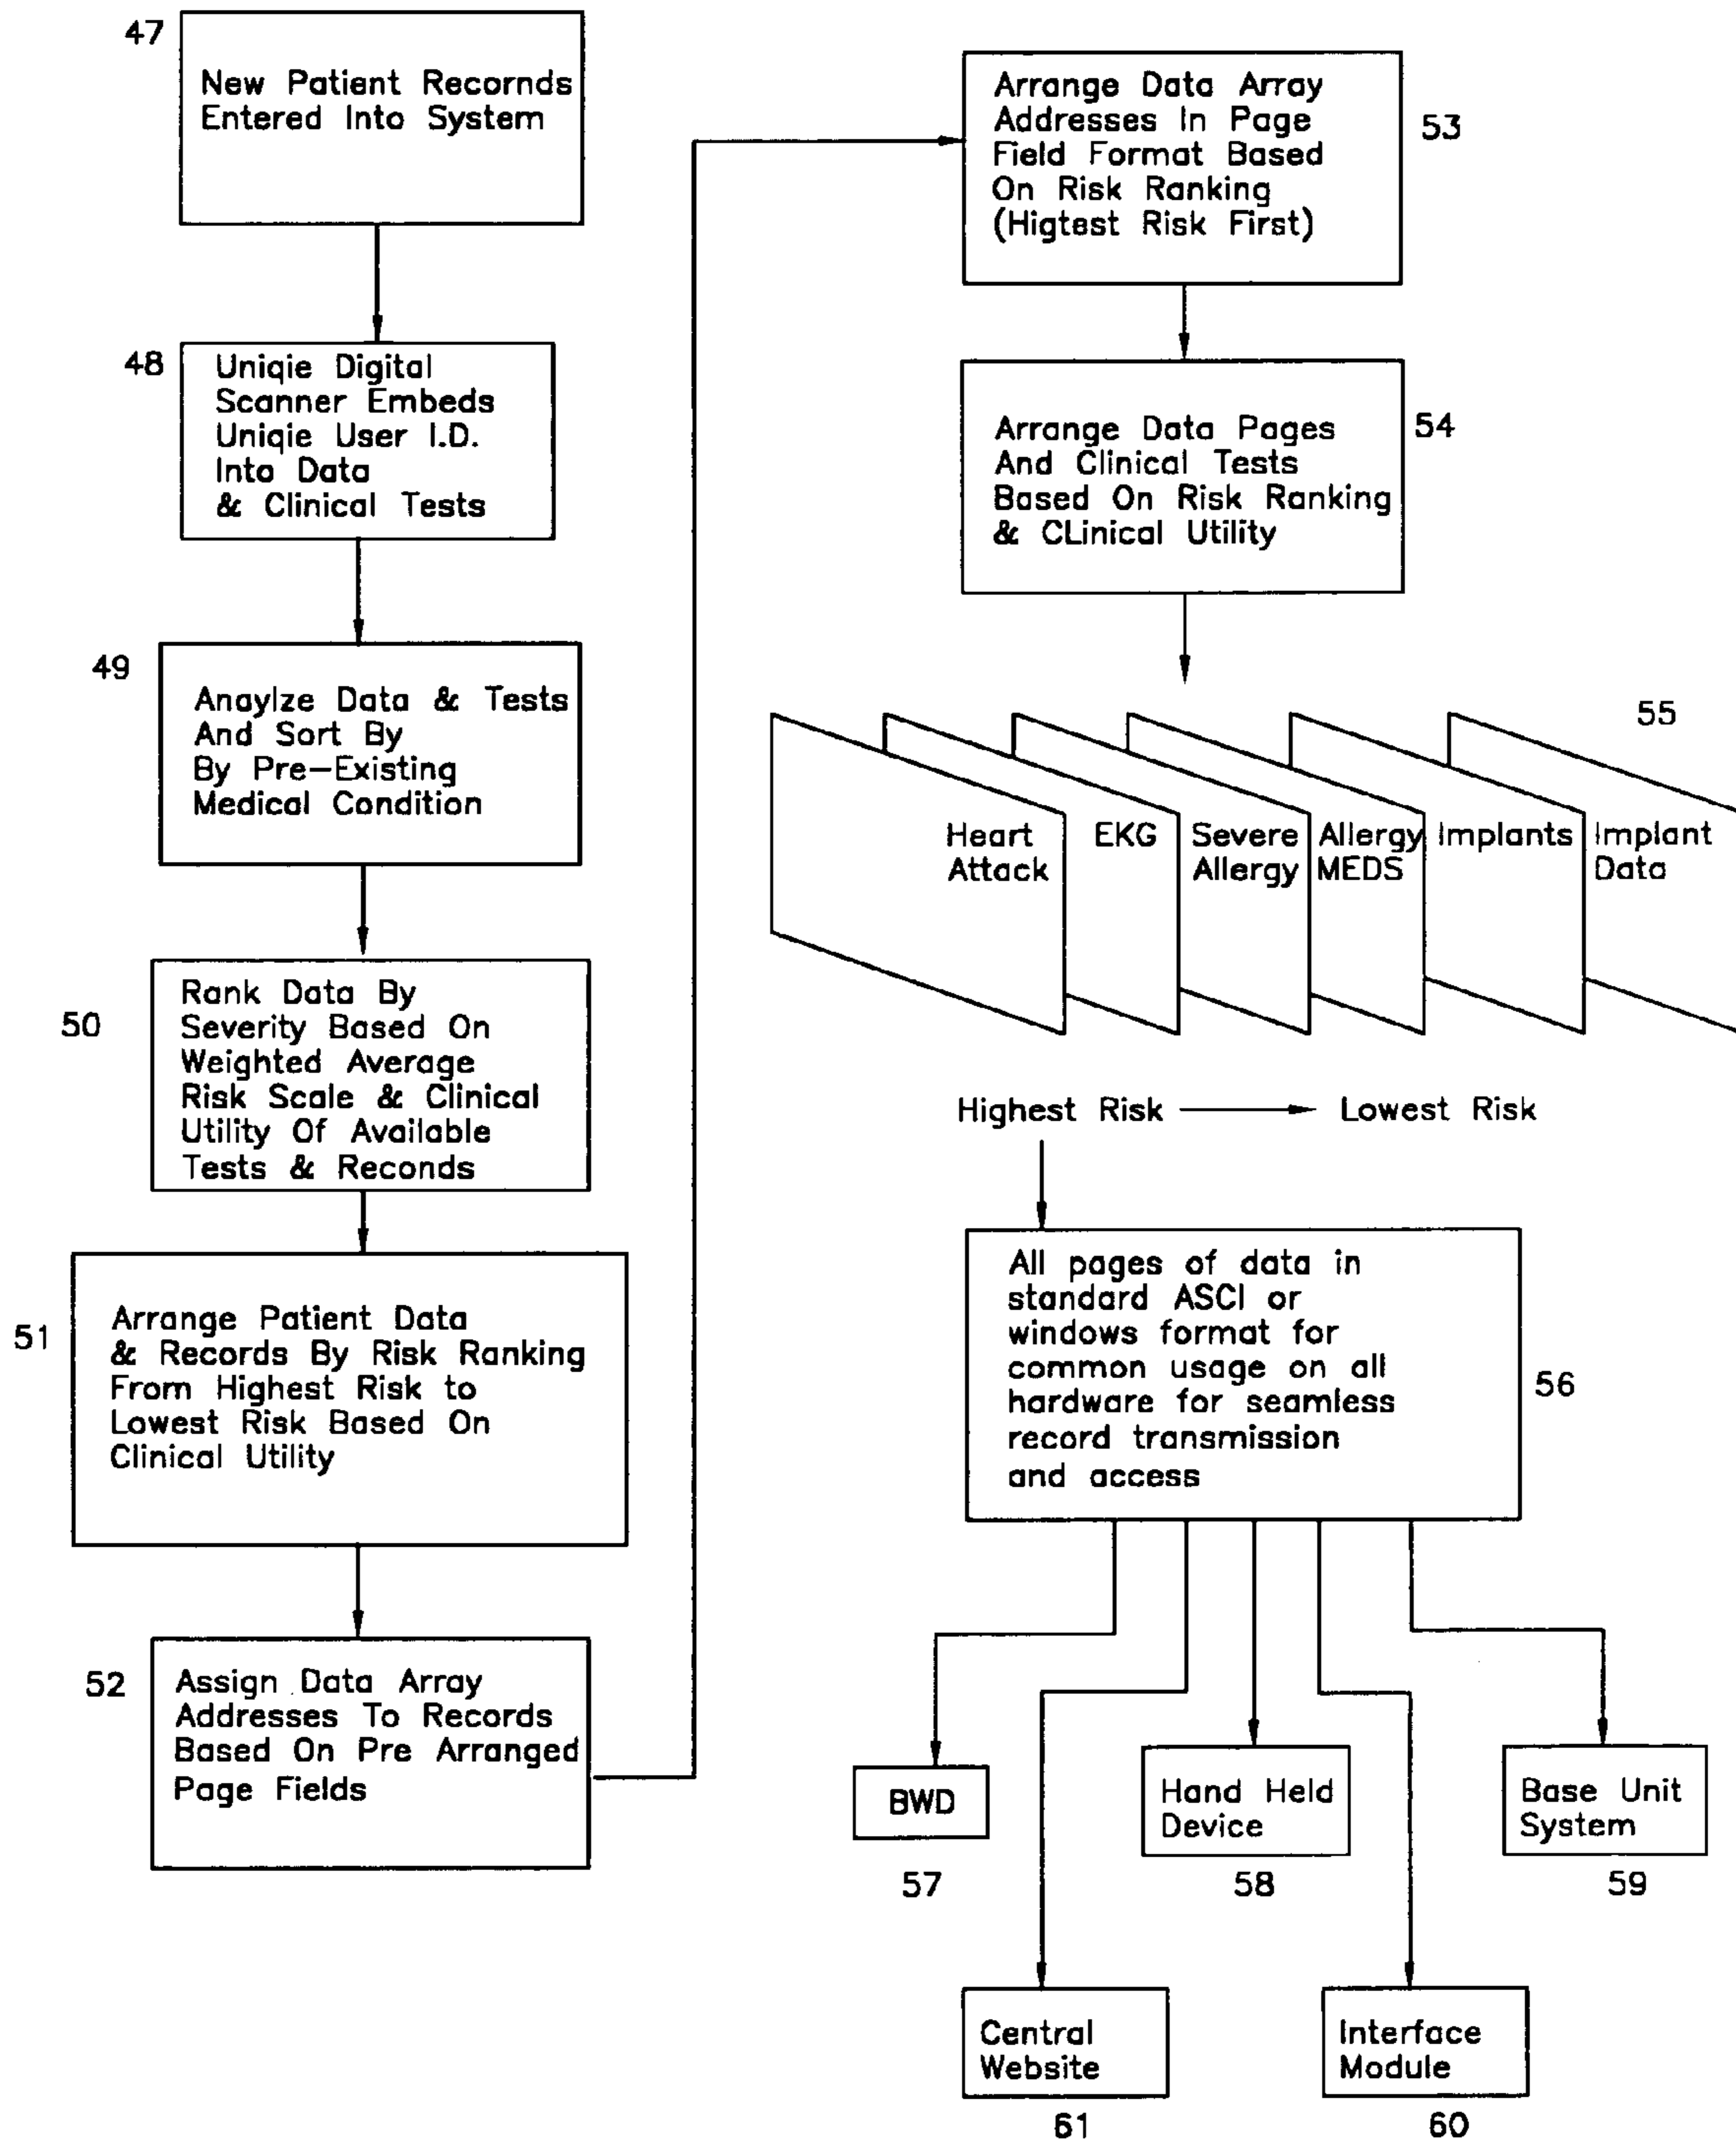 47
New Patient Recornds
Entered Into System
48
Uniqie Digital
Scanner Embeds
Uniqie User I.D.
Into Data
& Clinical Tests
49
Anaylze Data & Tests
And Sort By
By Pre-Existing
Medical Condition
50
Rank Data By
Severity Based On
Weighted Average
Risk Scale & Clinical
Utility Of Available
Tests & Reconds
51
Arrange Patient Data
& Records By Risk Ranking
From Highest Risk to
Lowest Risk Based On
Clinical Utility
52
Assign Data Array
Addresses To Records
Based On Pre Arranged
Page Fields
53
Arrange Data Array
Addresses In Page
Field Format Based
On Risk Ranking
(Higtest Risk First)
54
Arrange Data Pages
And Clinical Tests
Based On Risk Ranking
& CLinical Utility
55
Heart
Attack
EKG
Severe
Allergy
Allergy
MEDS
Implants
Implant
Data
Highest Risk
Lowest Risk
56
All pages of data in
standard ASCI or
windows format for
common usage on all
hardware for seamless
record transmission
and access
BWD
57
Hand Held
Device
58
Base Unit
System
59
Central
Website
61
Interface
Module
60